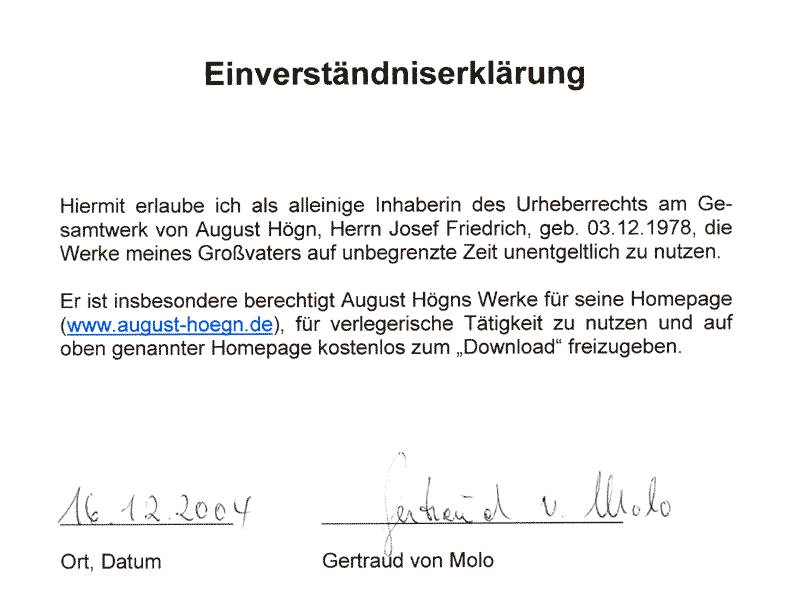 Einverständniserklärung
Hiermit erlaube ich als alleinige Inhaberin des Urheberrechts am Ge-
samtwerk von August Högn, Herrn Josef Friedrich, geb. 03.12.1978, die
Werke meines Großvaters auf unbegrenzte Zeit unentgeltlich zu nutzen.
Er ist insbesondere berechtigt August Högns Werke für seine Homepage
(www.august-hoegn.de), für verlegerische Tätigkeit zu nutzen und auf
oben genannter Homepage kostenlos zum „Download“ freizugeben.
16.12.2004 Gertraud v. Molo
Ort, Datum Gertraud von Molo